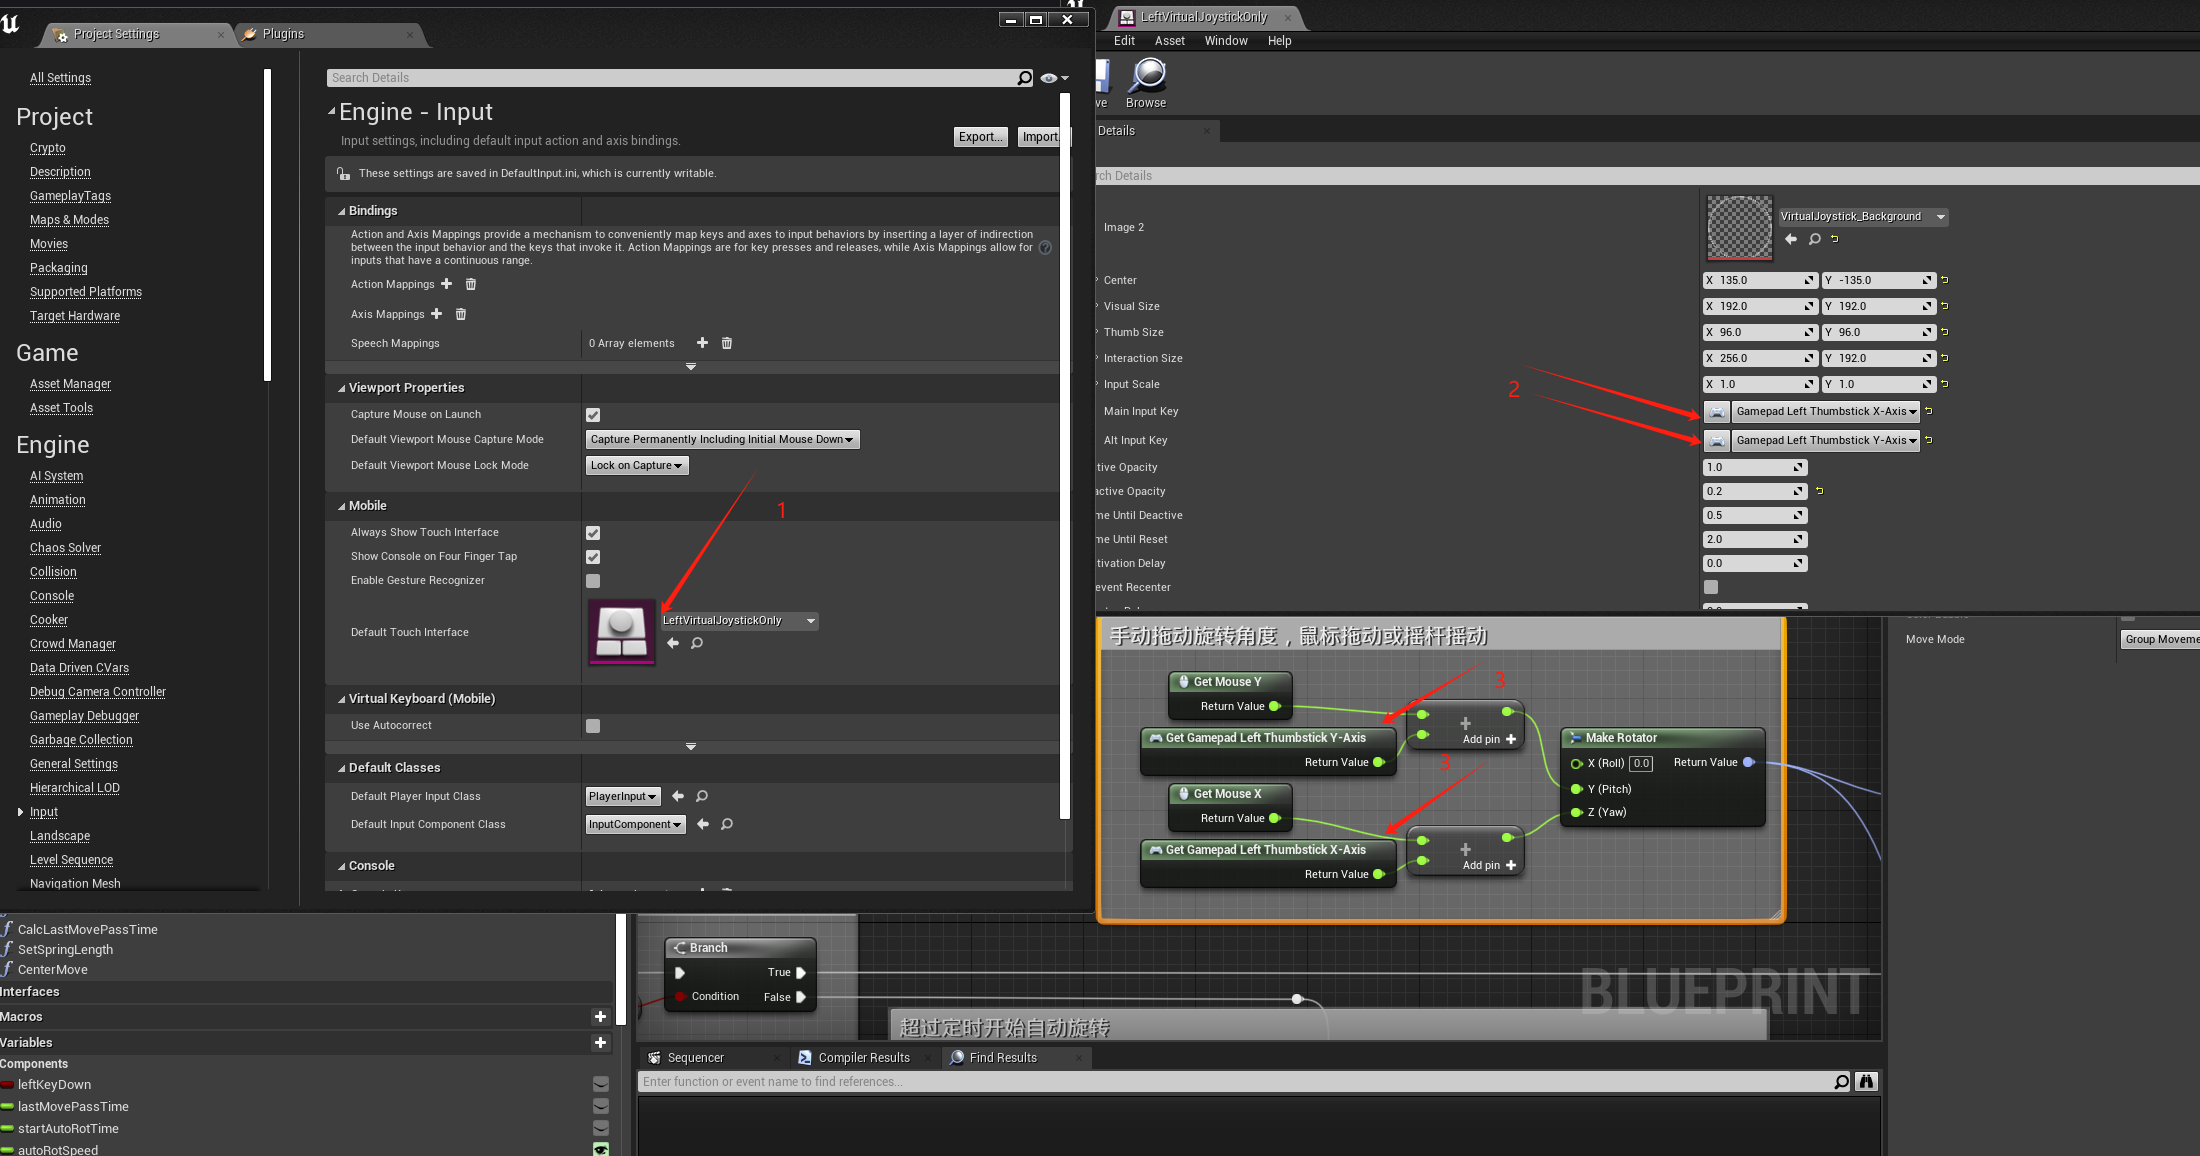 Project Settings
Plugins
All Settings
Project
Crypto
Description
GameplayTags
Maps & Modes
Movies
Packaging
Supported Platforms
Target Hardware
Game
Asset Manager
Asset Tools
Engine
AI System
Animation
Audio
Chaos Solver
Collision
Console
Cooker
Crowd Manager
Data Driven CVars
Debug Camera Controller
Gameplay Debugger
Garbage Collection
General Settings
Hierarchical LOD
Input
Landscape
Level Sequence
Navigation Mesh
Search Details
Engine - Input
Input settings, including default input action and axis bindings.
Export...
Import
These settings are saved in DefaultInput.ini, which is currently writable.
Bindings
Action and Axis Mappings provide a mechanism to conveniently map keys and axes to input behaviors by inserting a layer of indirection
between the input behavior and the keys that invoke it. Action Mappings are for key presses and releases, while Axis Mappings allow for
inputs that have a continuous range.
Action Mappings
Axis Mappings
Speech Mappings 0 Array elements
Viewport Properties
Capture Mouse on Launch
Default Viewport Mouse Capture Mode Capture Permanently Including Initial Mouse Down
Default Viewport Mouse Lock Mode Lock on Capture
Mobile
1
Always Show Touch Interface
Show Console on Four Finger Tap
Enable Gesture Recognizer
Default Touch Interface LeftVirtualJoystickOnly
Virtual Keyboard (Mobile)
Use Autocorrect
Default Classes
Default Player Input Class PlayerInput
Default Input Component Class InputComponent
Console
LeftVirtualJoystickOnly
Edit Asset Window Help
ve Browse
Details
rch Details
Image 2 VirtualJoystick_Background
Center X 135.0 Y -135.0
Visual Size X 192.0 Y 192.0
Thumb Size X 96.0 Y 96.0
Interaction Size X 256.0 Y 192.0
Input Scale X 1.0 Y 1.0
2
Main Input Key Gamepad Left Thumbstick X-Axis
Alt Input Key Gamepad Left Thumbstick Y-Axis
tive Opacity 1.0
active Opacity 0.2
me Until Deactive 0.5
me Until Reset 2.0
tivation Delay 0.0
event Recenter
手动拖动旋转角度，鼠标拖动或摇杆摇动
Move Mode Group Moveme
Get Mouse Y
Return Value
3
Get Gamepad Left Thumbstick Y-Axis
Return Value
Add pin
3
Get Mouse X
Return Value
Get Gamepad Left Thumbstick X-Axis
Return Value
Add pin
Make Rotator
X (Roll) 0.0 Return Value
Y (Pitch)
Z (Yaw)
CalcLastMovePassTime
SetSpringLength
CenterMove
Interfaces
Macros
Variables
Components
leftKeyDown
lastMovePassTime
startAutoRotTime
autoRotSpeed
Branch
True
Condition False
BLUEPRINT
超过定时开始自动旋转
Sequencer Compiler Results Find Results
Enter function or event name to find references...